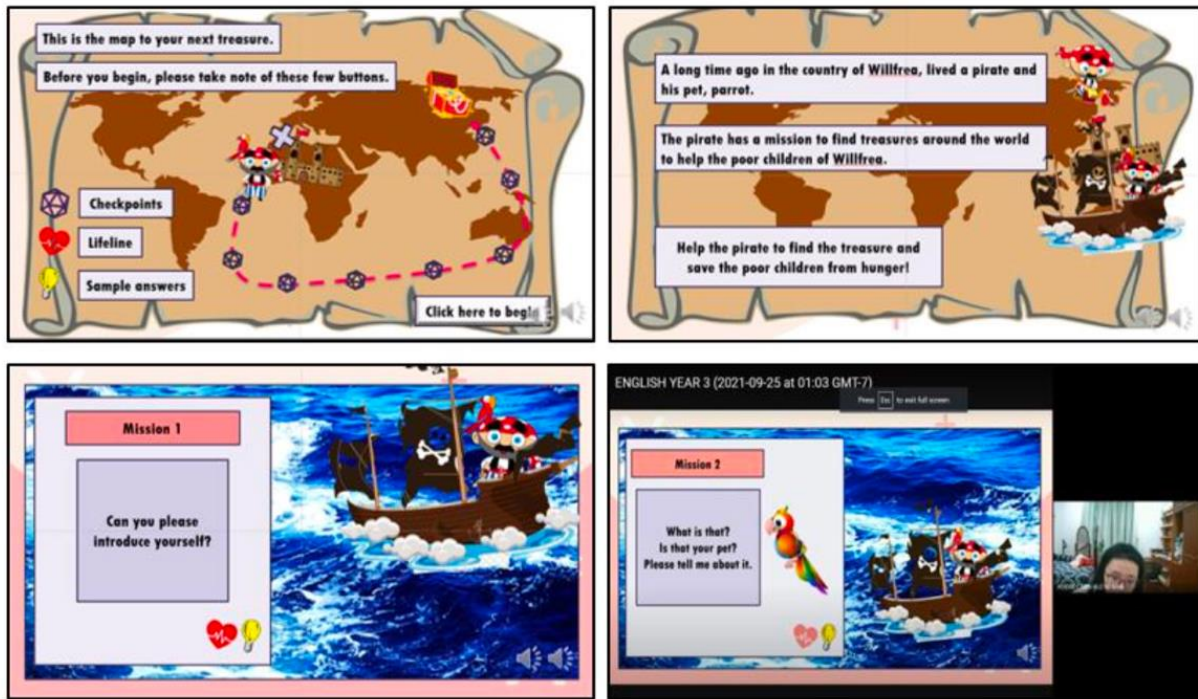 This is the map to your next treasure.
Before you begin, please take note of these few buttons.
Checkpoints
Lifeline
Sample answers
Click here to begi
A long time ago in the country of Willfrea, lived a pirate and
his pet, parrot.
The pirate has a mission to find treasures around the world
to help the poor children of Willfrea.
Help the pirate to find the treasure and
save the poor children from hunger!
Mission 1
Can you please
introduce yourself?
ENGLISH YEAR 3 (2021-09-25 at 01:03 GMT-7)
Press Esc to exit full screen
Mission 2
What is that?
Is that your pet?
Please tell me about it.